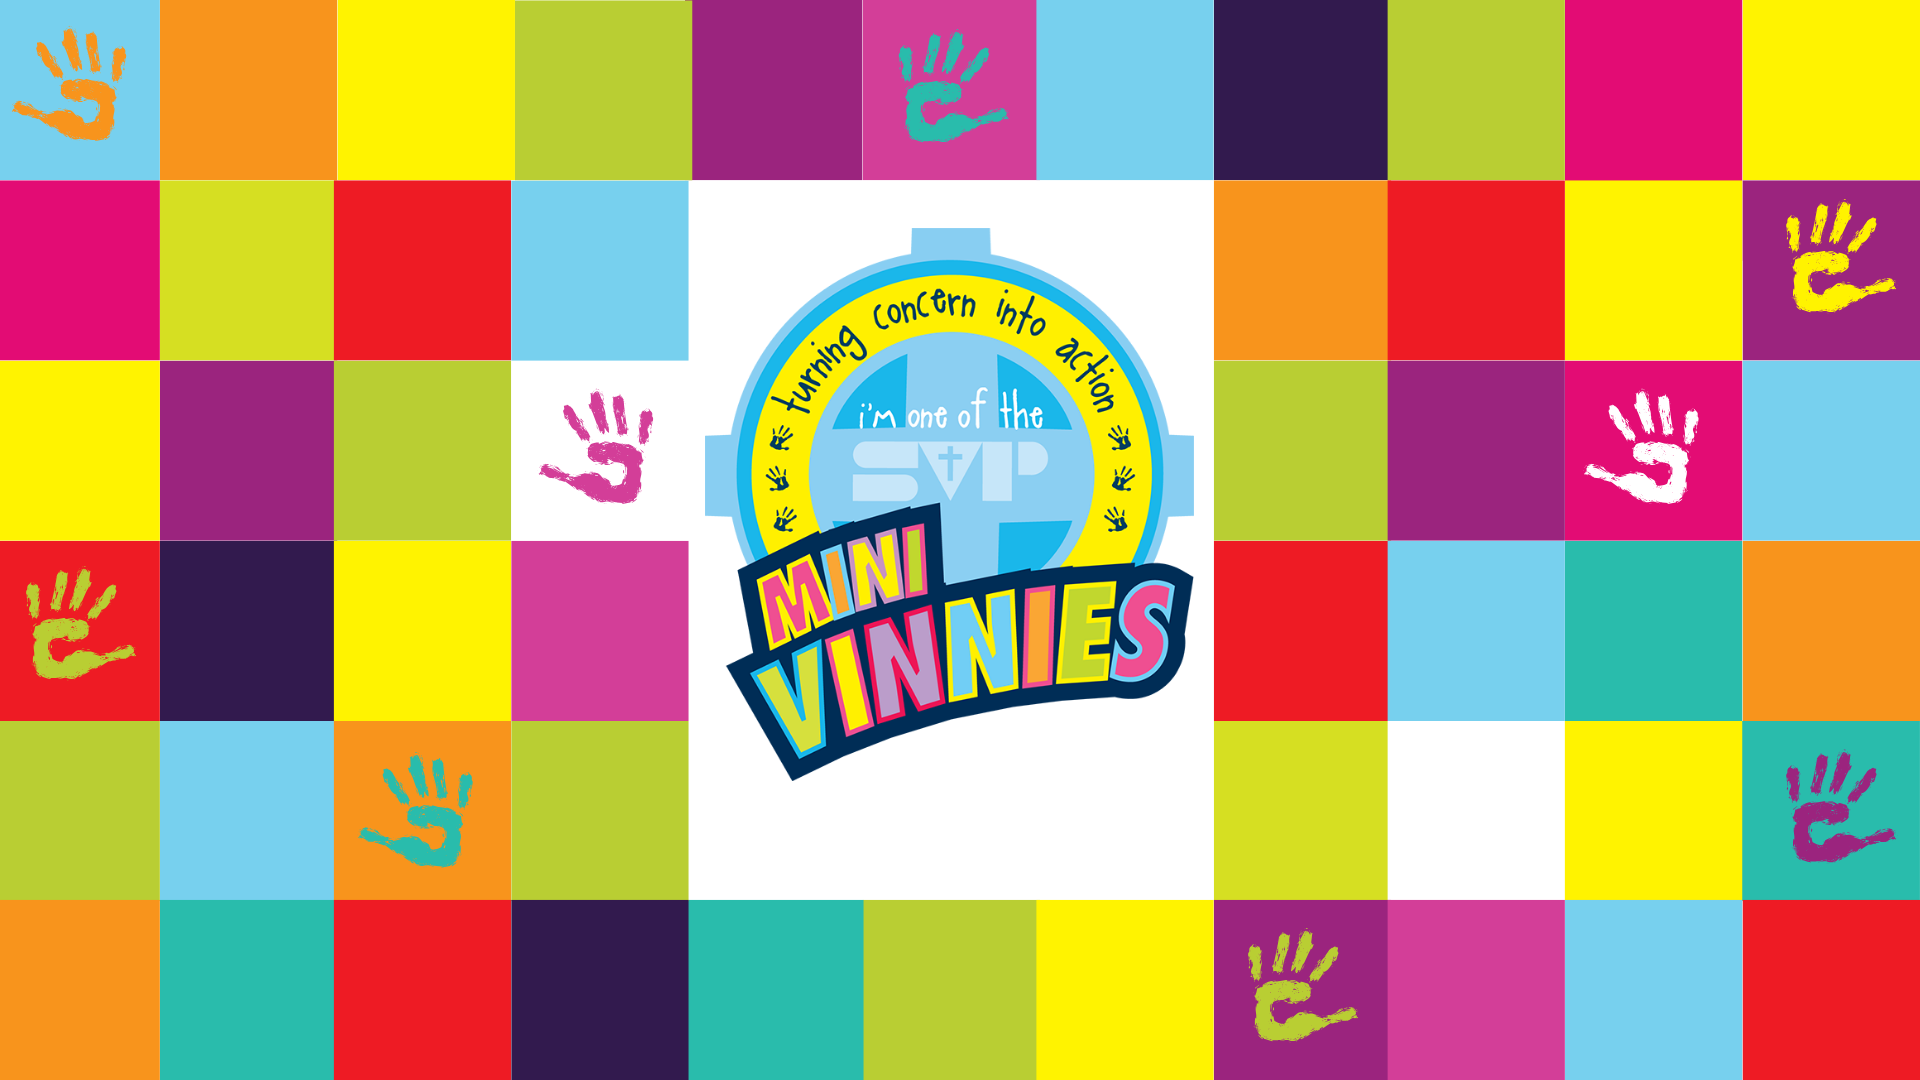 turning concern into action
i'm one of the
SVP
MINI
VINNIES